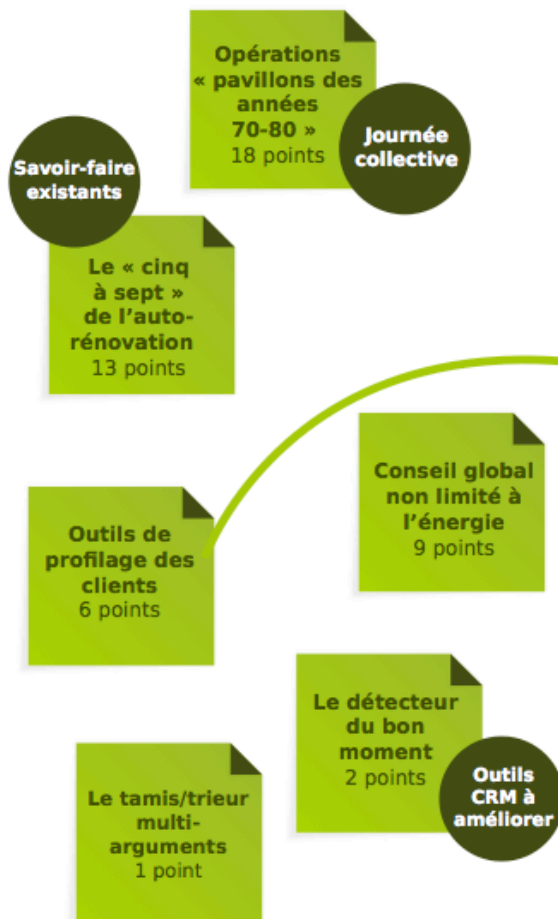 Opérations
« pavillons des
années
70-80 »
18 points
Journée
collective
Savoir-faire
existants
Le « cinq
à sept »
de l'auto-
rénovation
13 points
Conseil global
non limité à
l'énergie
9 points
Outils de
profilage des
clients
6 points
Le détecteur
du bon
moment
2 points
Outils
CRM à
améliorer
Le tamis/trieur
multi-
arguments
1 point